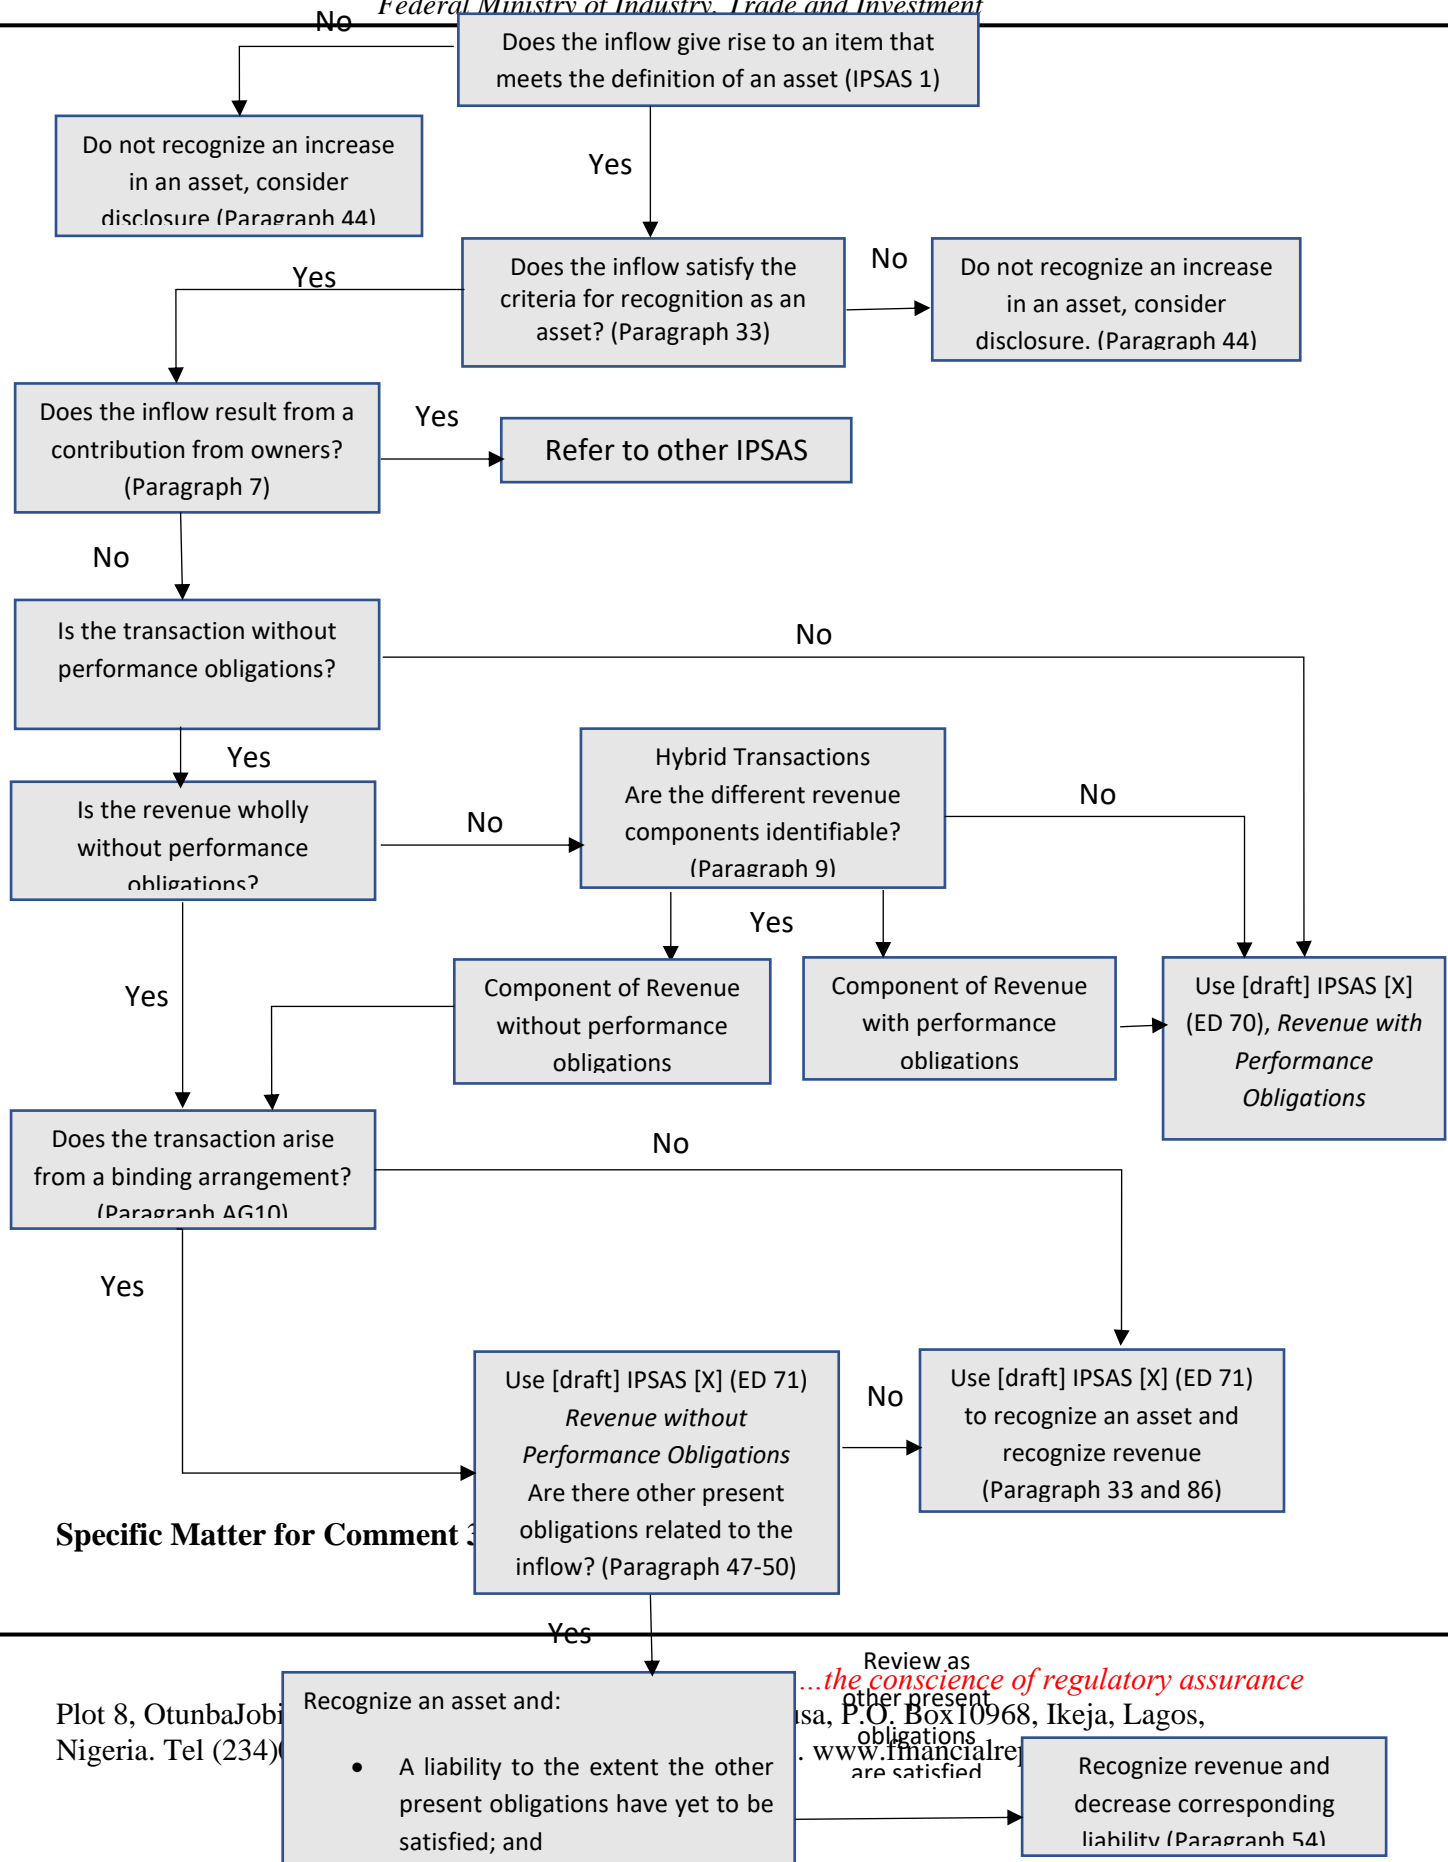 Federal Ministry of Industry, Trade and Investment
No
Does the inflow give rise to an item that
meets the definition of an asset (IPSAS 1)
Do not recognize an increase
in an asset, consider
disclosure (Paragraph 44)
Yes
Does the inflow satisfy the
criteria for recognition as an
asset? (Paragraph 33)
No
Do not recognize an increase
in an asset, consider
disclosure. (Paragraph 44)
Yes
Does the inflow result from a
contribution from owners?
(Paragraph 7)
Yes
Refer to other IPSAS
No
Is the transaction without
performance obligations?
No
Yes
Is the revenue wholly
without performance
obligations?
No
Hybrid Transactions
Are the different revenue
components identifiable?
(Paragraph 9)
No
Yes
Yes
Component of Revenue
without performance
obligations
Component of Revenue
with performance
obligations
Use [draft] IPSAS [X]
(ED 70), Revenue with
Performance
Obligations
Does the transaction arise
from a binding arrangement?
(Paragraph AG10)
No
Yes
Use [draft] IPSAS [X] (ED 71)
Revenue without
Performance Obligations
Are there other present
obligations related to the
inflow? (Paragraph 47-50)
No
Use [draft] IPSAS [X] (ED 71)
to recognize an asset and
recognize revenue
(Paragraph 33 and 86)
Specific Matter for Comment 3
Yes
...the conscience of regulatory assurance
Plot 8, OtunbaJobi usa, P.O. Box10968, Ikeja, Lagos,
Nigeria. Tel (234) . www.financialre
Review as
other present
obligations
are satisfied
Recognize an asset and:
• A liability to the extent the other
present obligations have yet to be
satisfied; and
Recognize revenue and
decrease corresponding
liability (Paragraph 54)